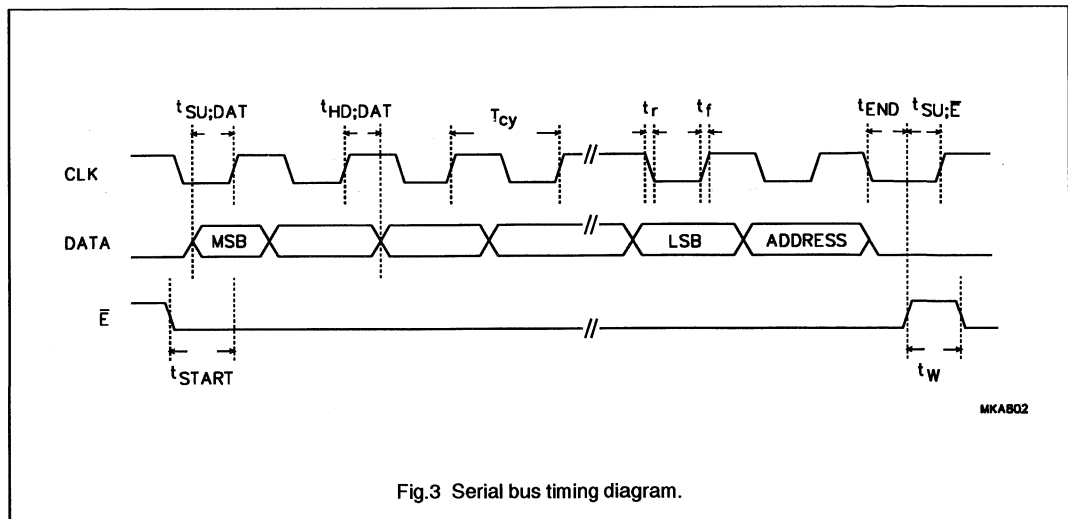 tSU;DAT tHD;DAT Tcy tr tf tEND tSU;E̅
CLK //
DATA MSB // LSB ADDRESS
E̅ //
tSTART tW
MKA802
Fig.3 Serial bus timing diagram.